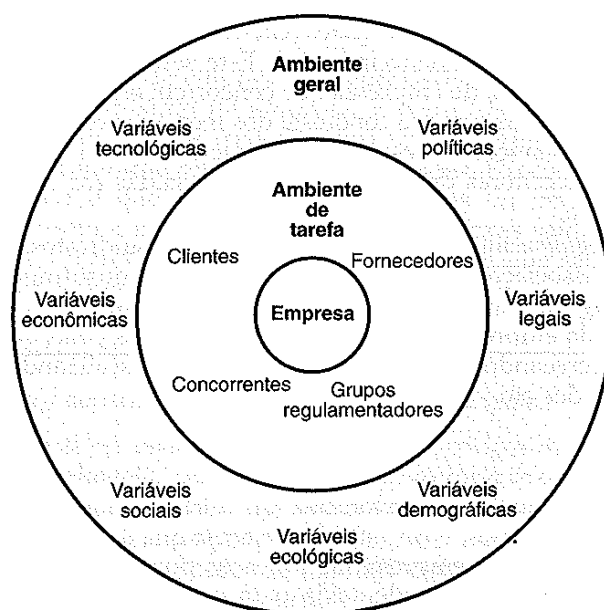 Ambiente
geral
Variáveis
tecnológicas
Variáveis
políticas
Ambiente
de
tarefa
Clientes
Fornecedores
Variáveis
econômicas
Empresa
Variáveis
legais
Concorrentes
Grupos
regulamentadores
Variáveis
sociais
Variáveis
demográficas
Variáveis
ecológicas